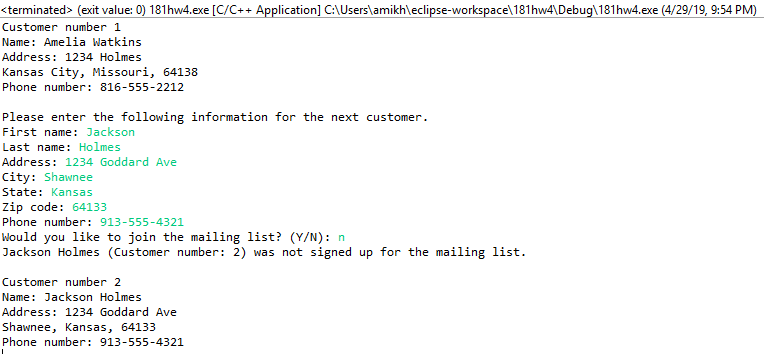 <terminated> (exit value: 0) 181hw4.exe [C/C++ Application] C:\Users\amikh\eclipse-workspace\181hw4\Debug\181hw4.exe (4/29/19, 9:54 PM)
Customer number 1
Name: Amelia Watkins
Address: 1234 Holmes
Kansas City, Missouri, 64138
Phone number: 816-555-2212

Please enter the following information for the next customer.
First name: Jackson
Last name: Holmes
Address: 1234 Goddard Ave
City: Shawnee
State: Kansas
Zip code: 64133
Phone number: 913-555-4321
Would you like to join the mailing list? (Y/N): n
Jackson Holmes (Customer number: 2) was not signed up for the mailing list.

Customer number 2
Name: Jackson Holmes
Address: 1234 Goddard Ave
Shawnee, Kansas, 64133
Phone number: 913-555-4321